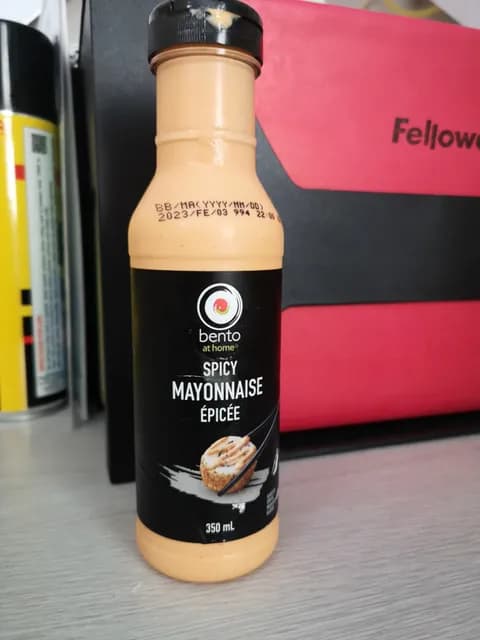 Fellowe
BB/MA(YYYY/MM/DD)
2023/FE/03 994 22:00
bento
at home
SPICY
MAYONNAISE
ÉPICÉE
350 mL